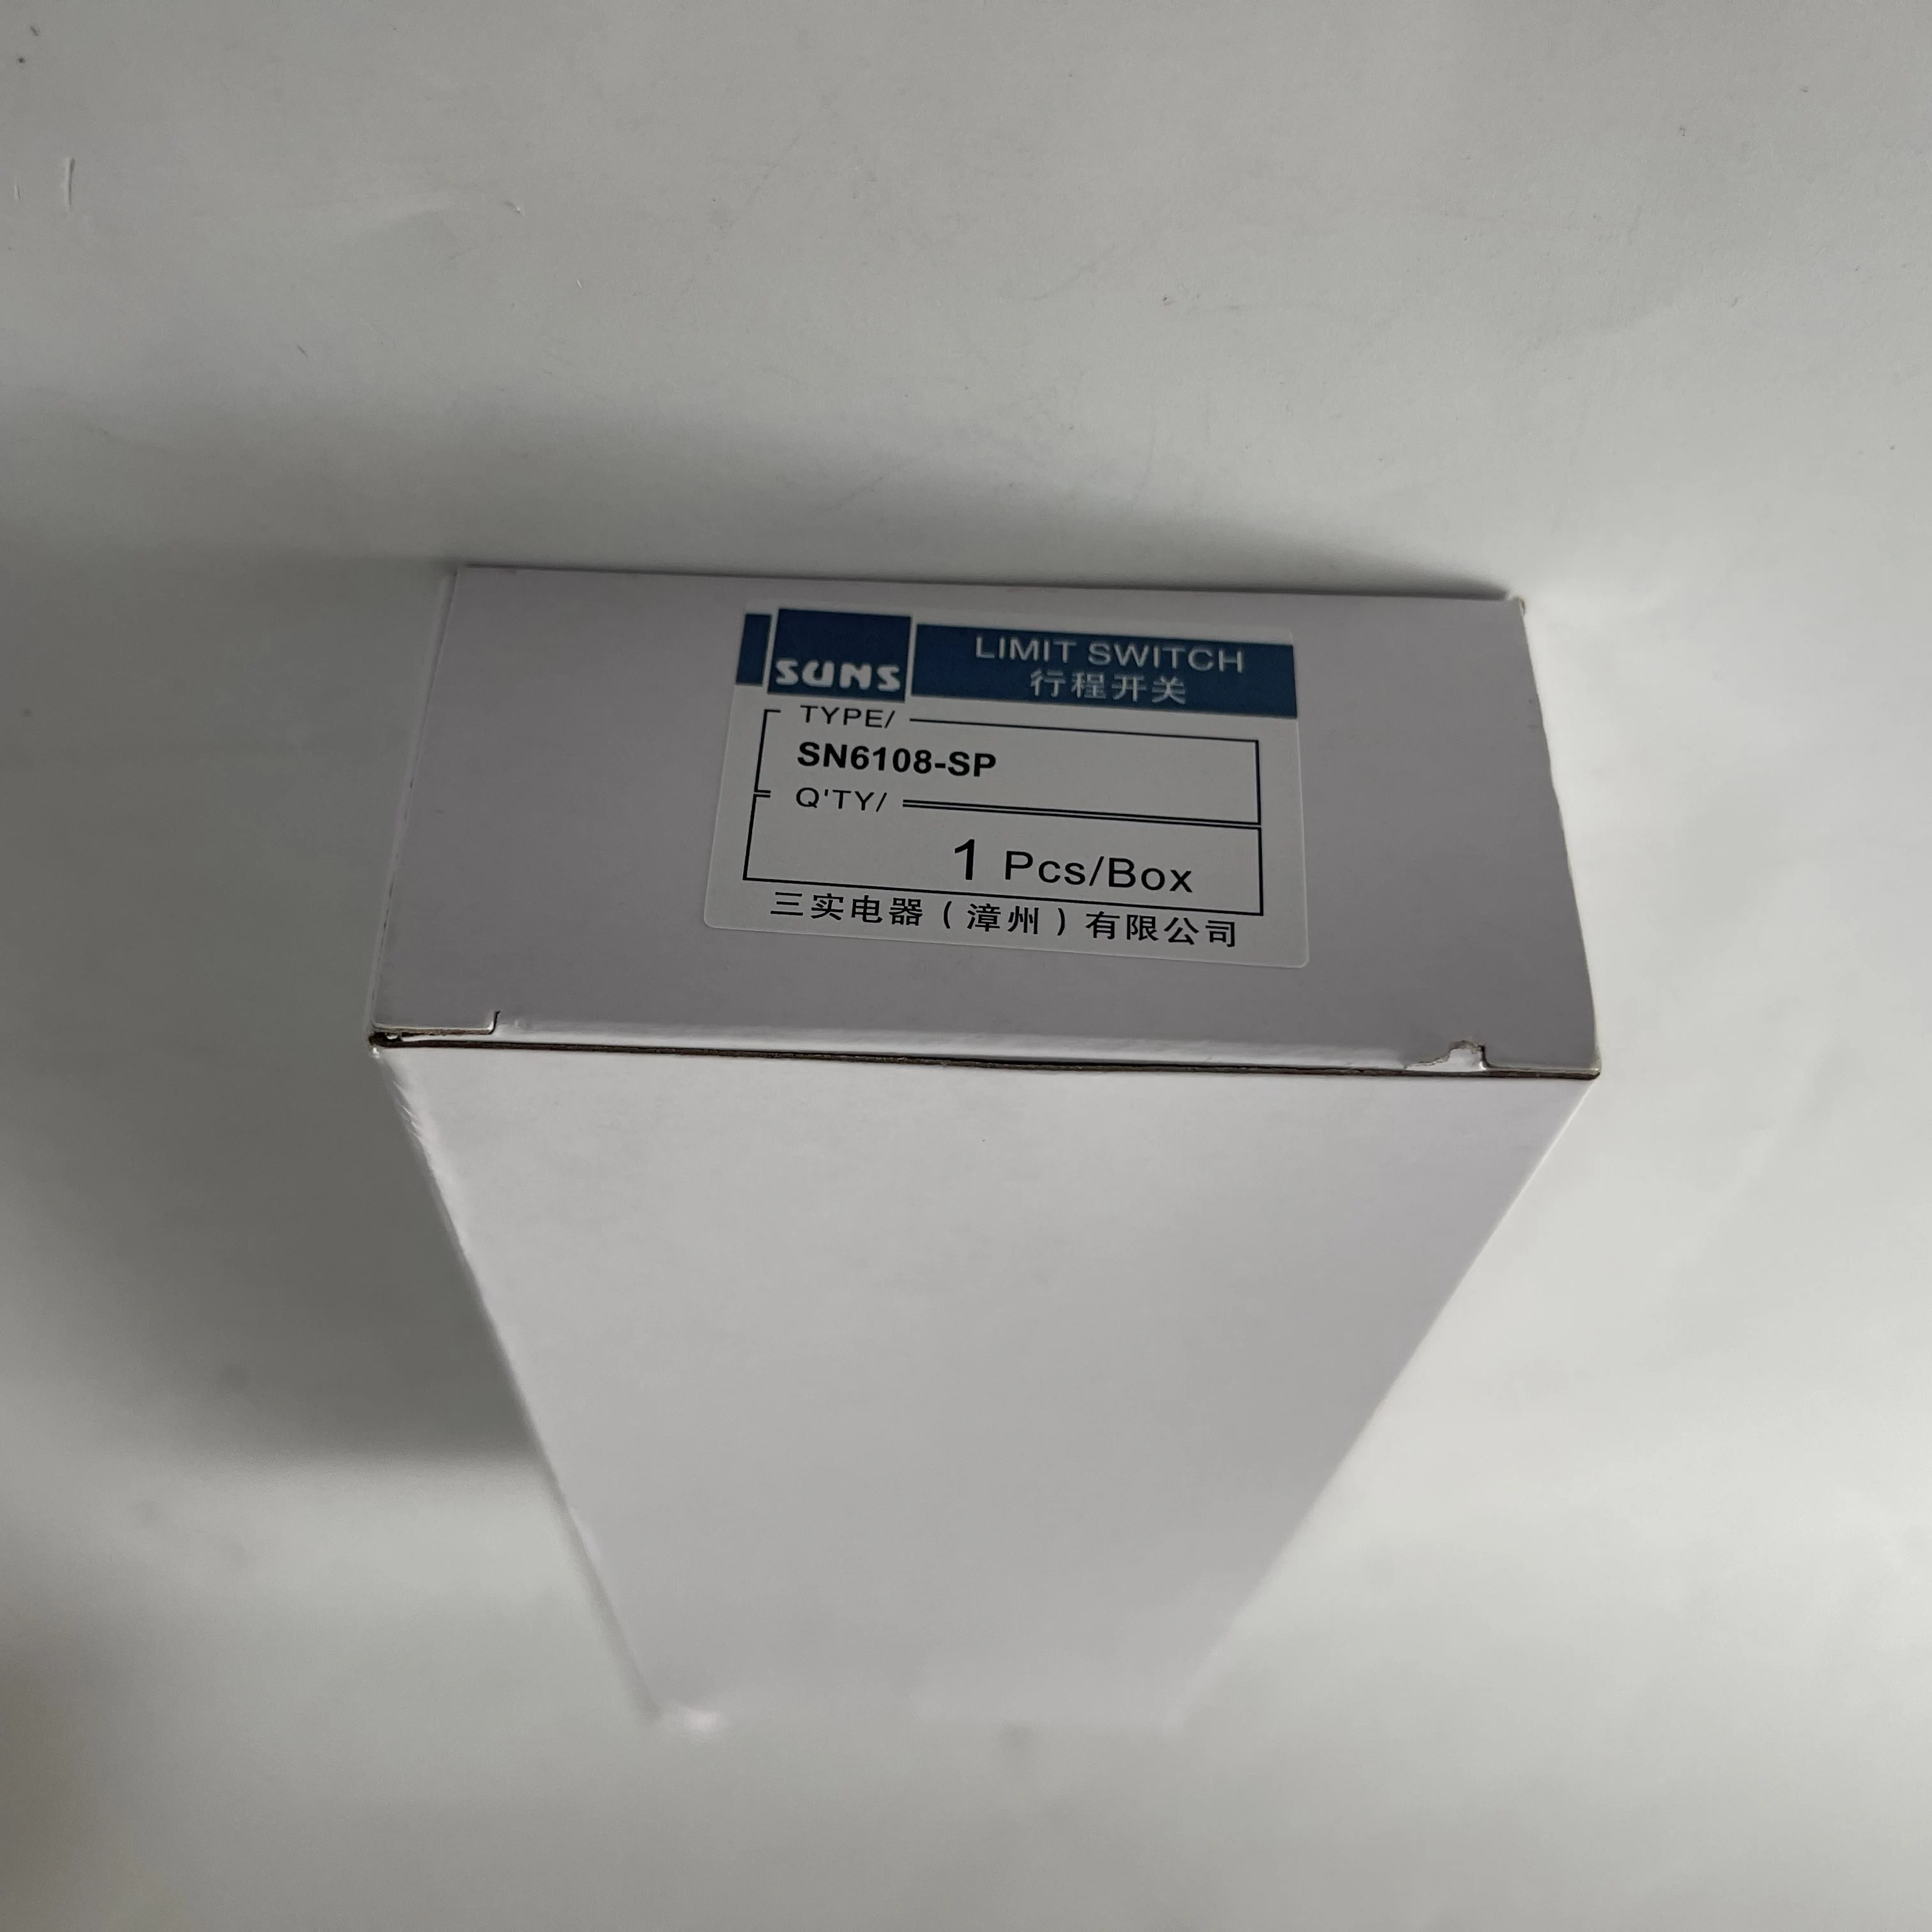 SUNS
LIMIT SWITCH
行程开关
TYPE/
SN6108-SP
Q'TY/
1 Pcs/Box
三实电器（漳州）有限公司